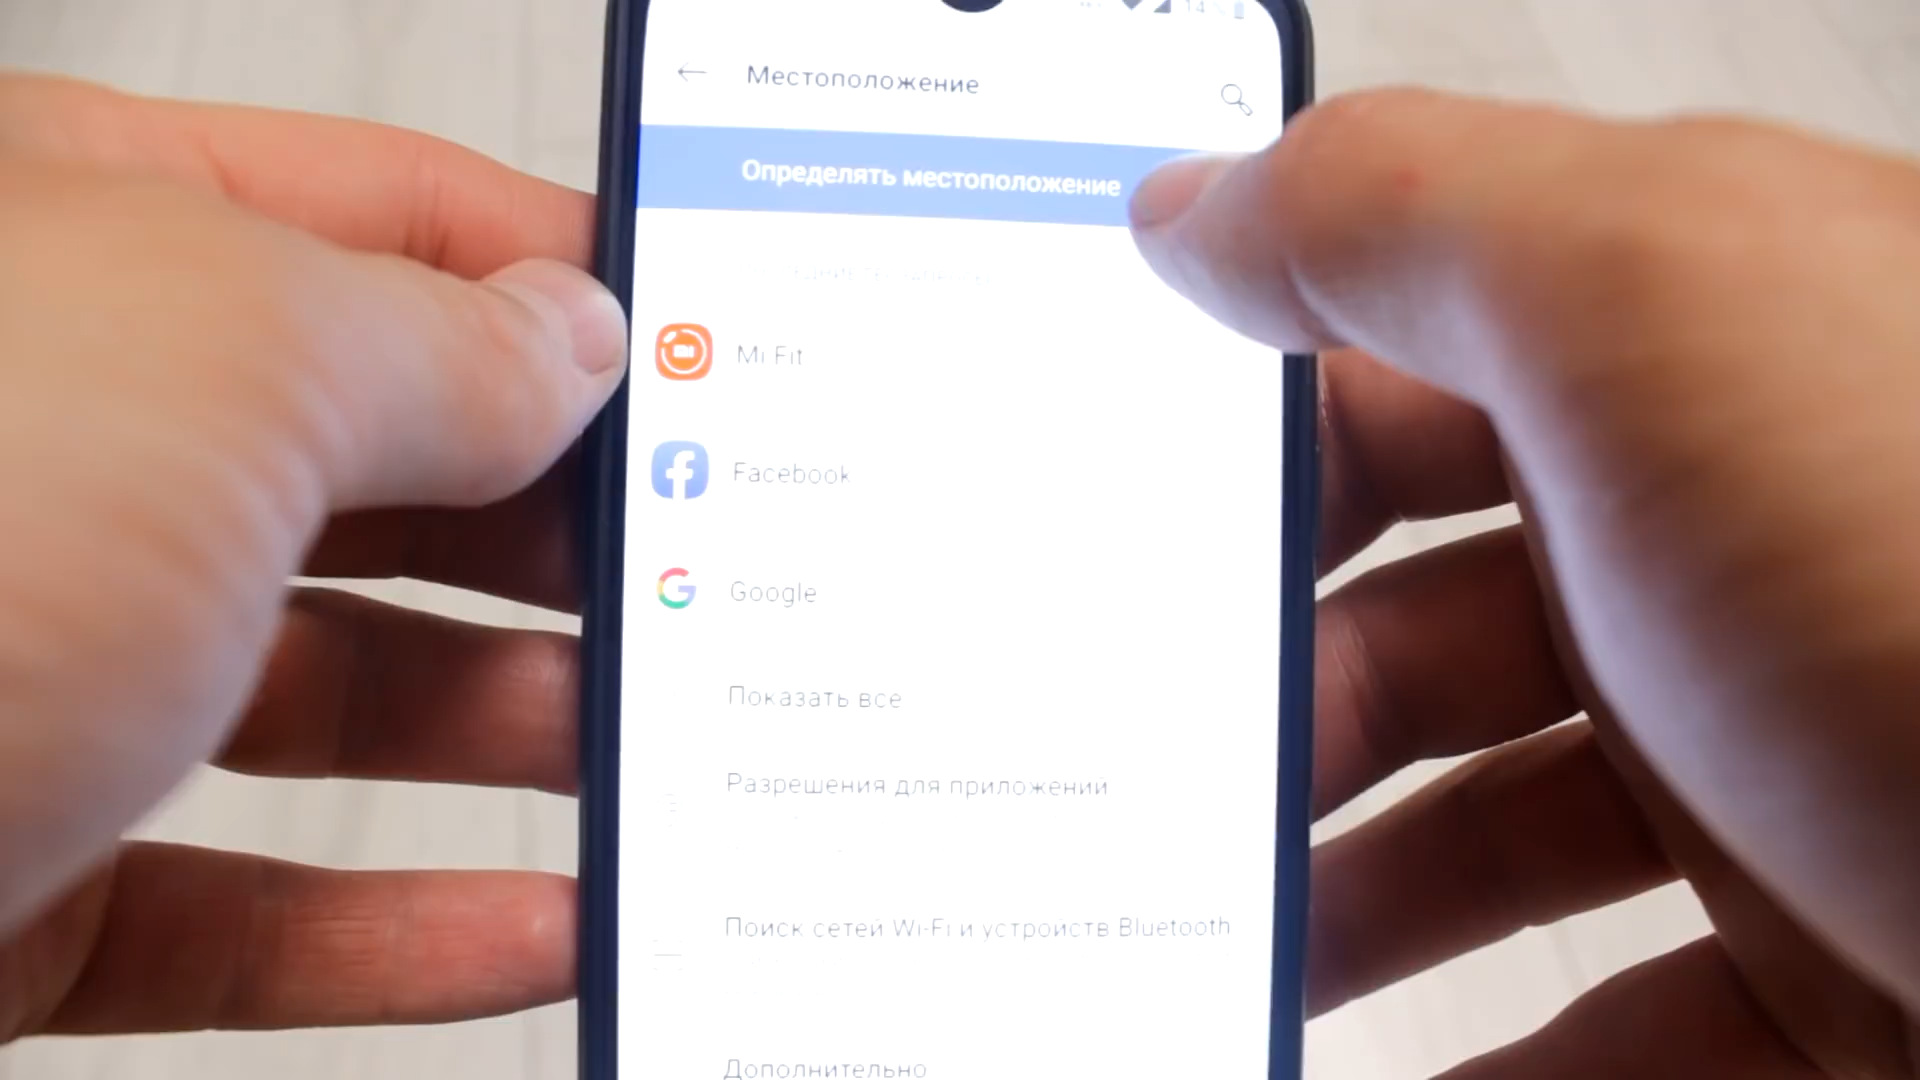 Местоположение
Определять местоположение
Mi Fit
Facebook
Google
Показать все
Разрешения для приложений
Поиск сетей Wi-Fi и устройств Bluetooth
Дополнительно